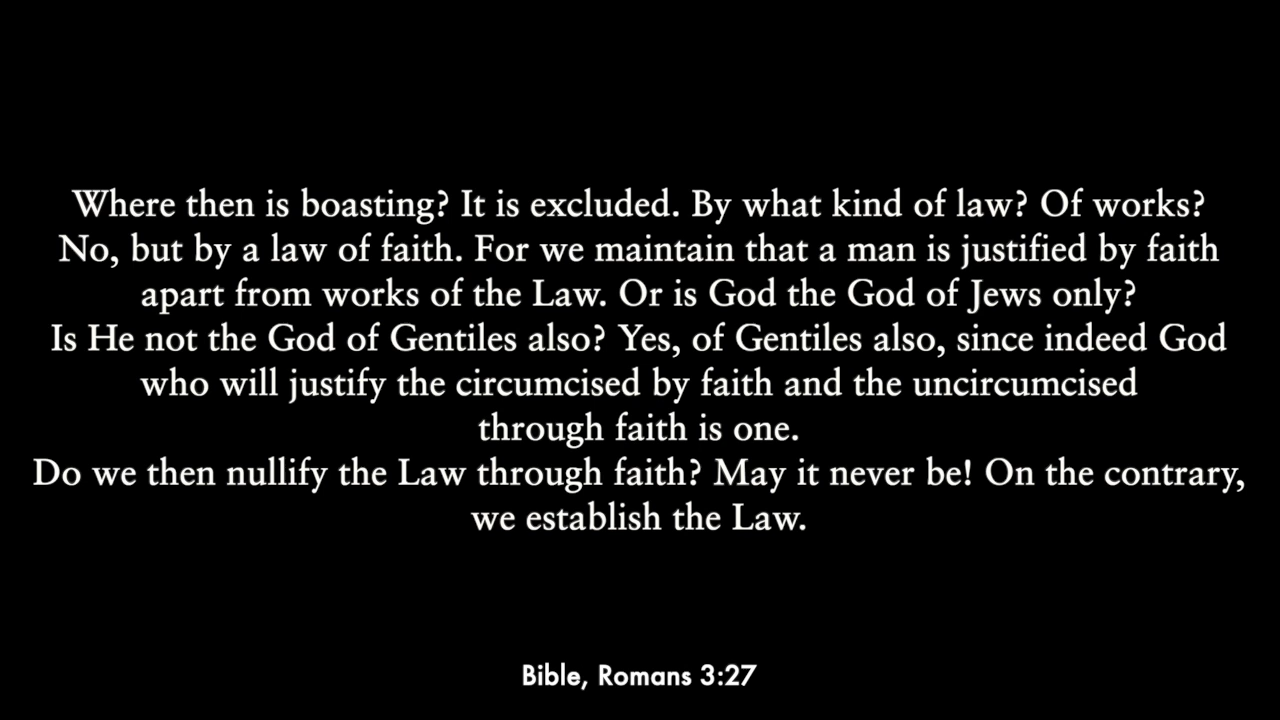 Where then is boasting? It is excluded. By what kind of law? Of works?
No, but by a law of faith. For we maintain that a man is justified by faith
apart from works of the Law. Or is God the God of Jews only?
Is He not the God of Gentiles also? Yes, of Gentiles also, since indeed God
who will justify the circumcised by faith and the uncircumcised
through faith is one.
Do we then nullify the Law through faith? May it never be! On the contrary,
we establish the Law.
Bible, Romans 3:27